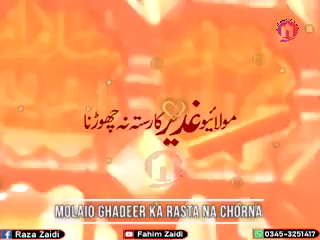 مولائیو غدیر کا رستہ نہ چھوڑنا
MOLAIO GHADEER KA RASTA NA CHORNA
Raza Zaidi
Fahim Zaidi
0345-3251417